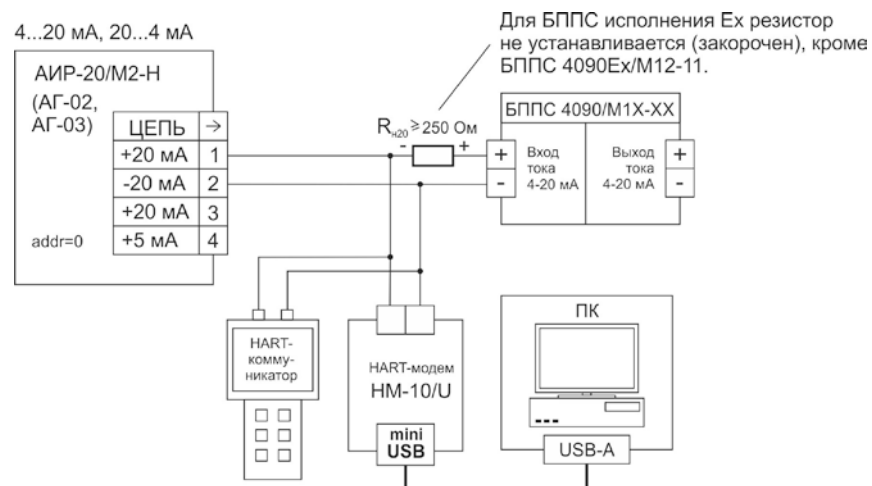 4...20 мА, 20...4 мА
Для БППС исполнения Ex резистор
не устанавливается (закорочен), кроме
БППС 4090Ex/М12-11.
АИР-20/М2-Н
(АГ-02,
АГ-03)
ЦЕПЬ →
+20 мА 1
-20 мА 2
+20 мА 3
+5 мА 4
addr=0
Rн20 ≥ 250 Ом
- +
БППС 4090/М1Х-ХХ
+ Вход
тока
- 4-20 мА
Выход +
тока
4-20 мА -
HART-
комму-
никатор
HART-модем
НМ-10/U
mini
USB
ПК
USB-A